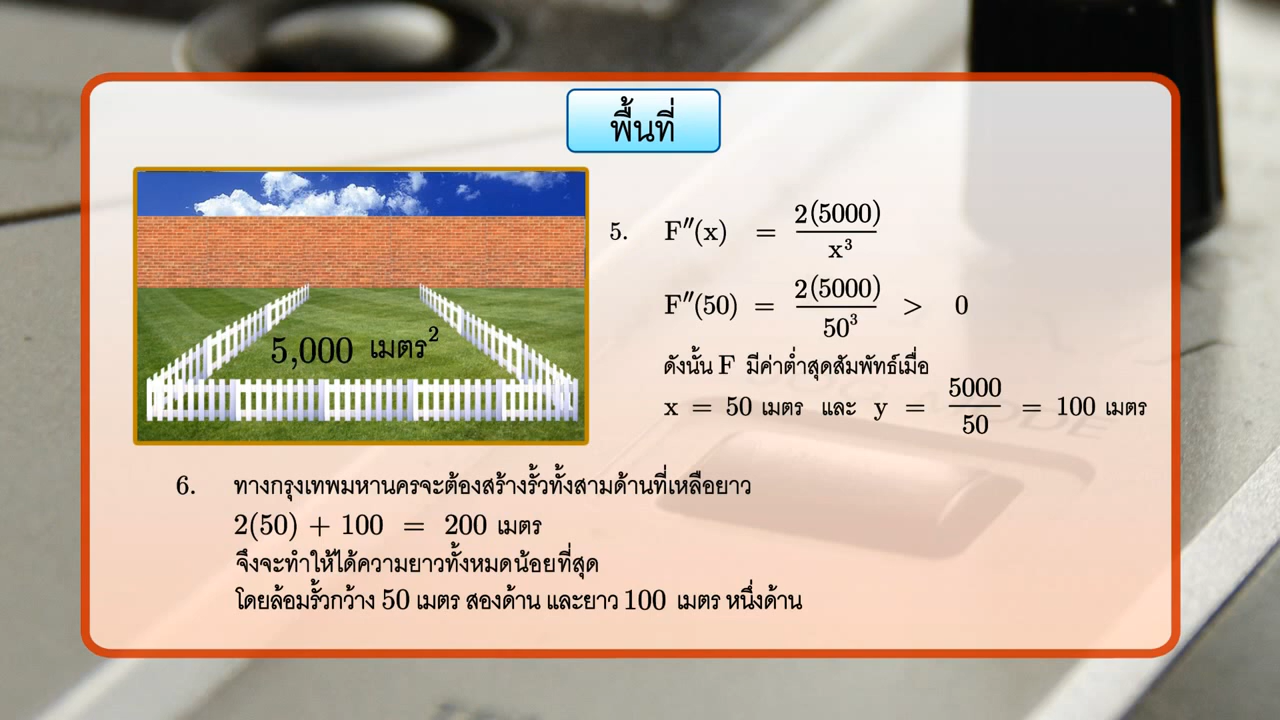 พื้นที่
5,000 เมตร²
5. F″(x) = 2(5000)/x³
F″(50) = 2(5000)/50³ > 0
ดังนั้น F มีค่าต่ำสุดสัมพัทธ์เมื่อ
x = 50 เมตร และ y = 5000/50 = 100 เมตร
6. ทางกรุงเทพมหานครจะต้องสร้างรั้วทั้งสามด้านที่เหลือยาว
2(50) + 100 = 200 เมตร
จึงจะทำให้ได้ความยาวทั้งหมดน้อยที่สุด
โดยล้อมรั้วกว้าง 50 เมตร สองด้าน และยาว 100 เมตร หนึ่งด้าน